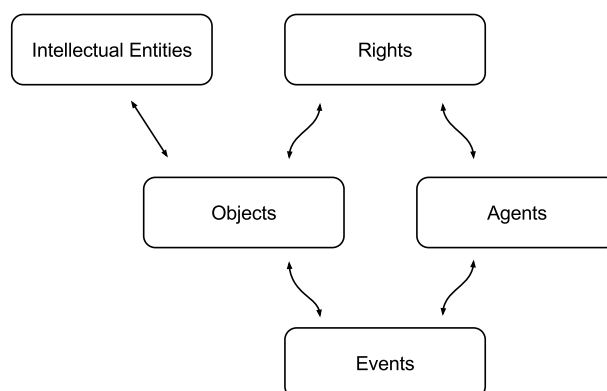 Intellectual Entities
Rights
Objects
Agents
Events